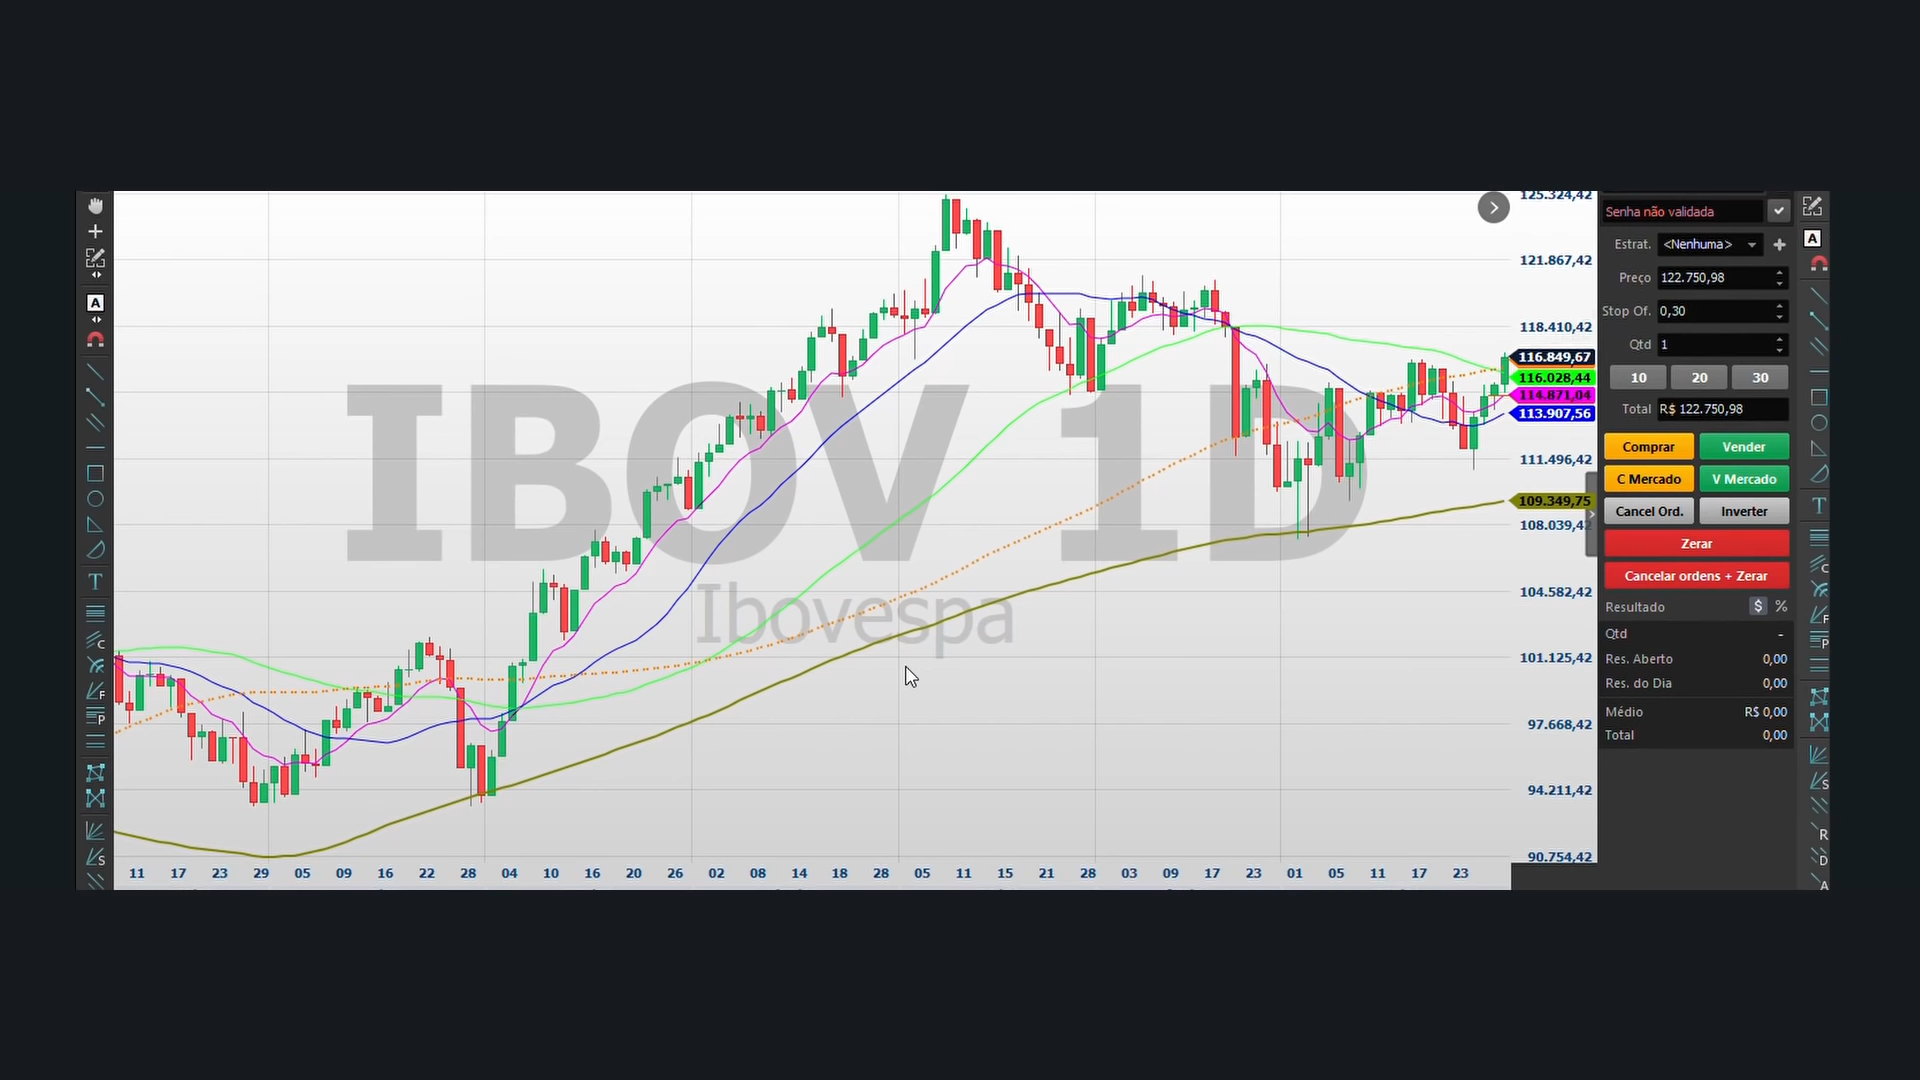 IBOV 1D
Ibovespa
125.324,42
121.867,42
118.410,42
116.849,67
116.028,44
114.871,04
113.907,56
111.496,42
109.349,75
108.039,42
104.582,42
101.125,42
97.668,42
94.211,42
90.754,42
11 17 23 29 05 09 16 22 28 04 10 16 20 26 02 08 14 18 28 05 11 15 21 28 03 09 17 23 01 05 11 17 23
Senha não validada
Estrat. <Nenhuma>
Preço 122.750,98
Stop Of. 0,30
Qtd 1
10 20 30
Total R$ 122.750,98
Comprar Vender
C Mercado V Mercado
Cancel Ord. Inverter
Zerar
Cancelar ordens + Zerar
Resultado $ %
Qtd -
Res. Aberto 0,00
Res. do Dia 0,00
Médio R$ 0,00
Total 0,00
A
T
C
F
P
S
A
T
C
F
P
S
R
D
A